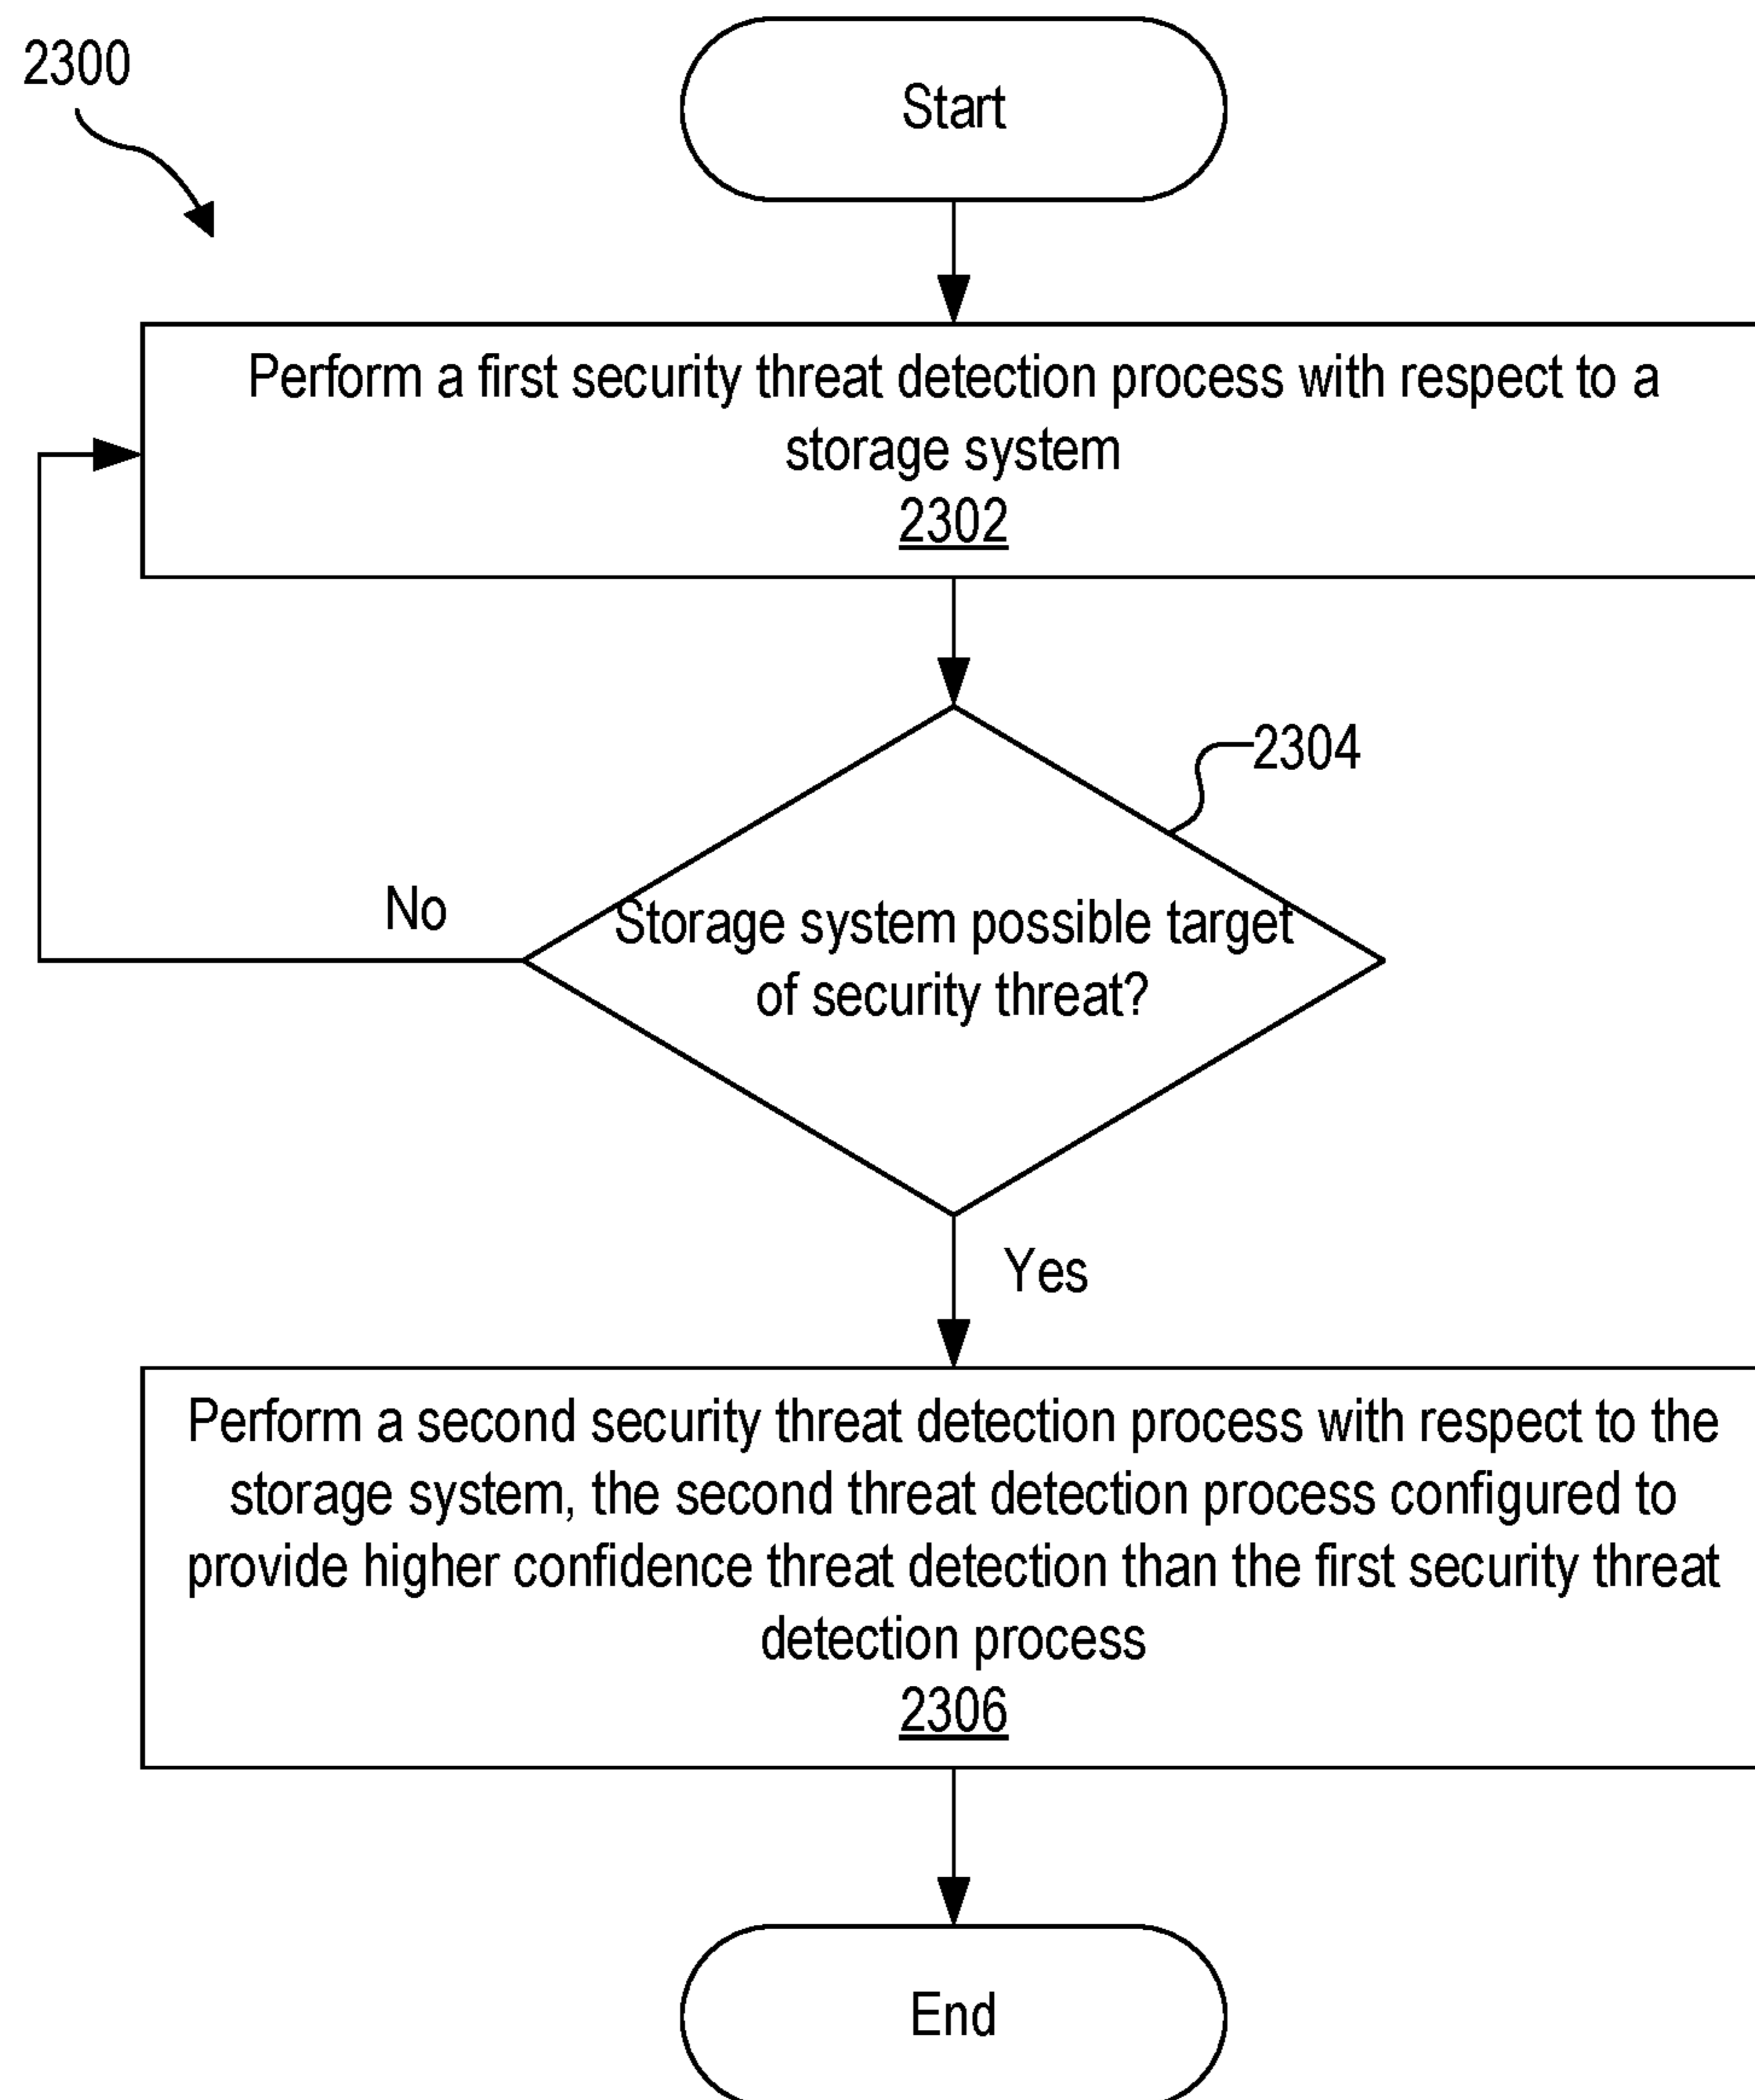 2300
Start
Perform a first security threat detection process with respect to a
storage system
2302
2304
No
Storage system possible target
of security threat?
Yes
Perform a second security threat detection process with respect to the
storage system, the second threat detection process configured to
provide higher confidence threat detection than the first security threat
detection process
2306
End